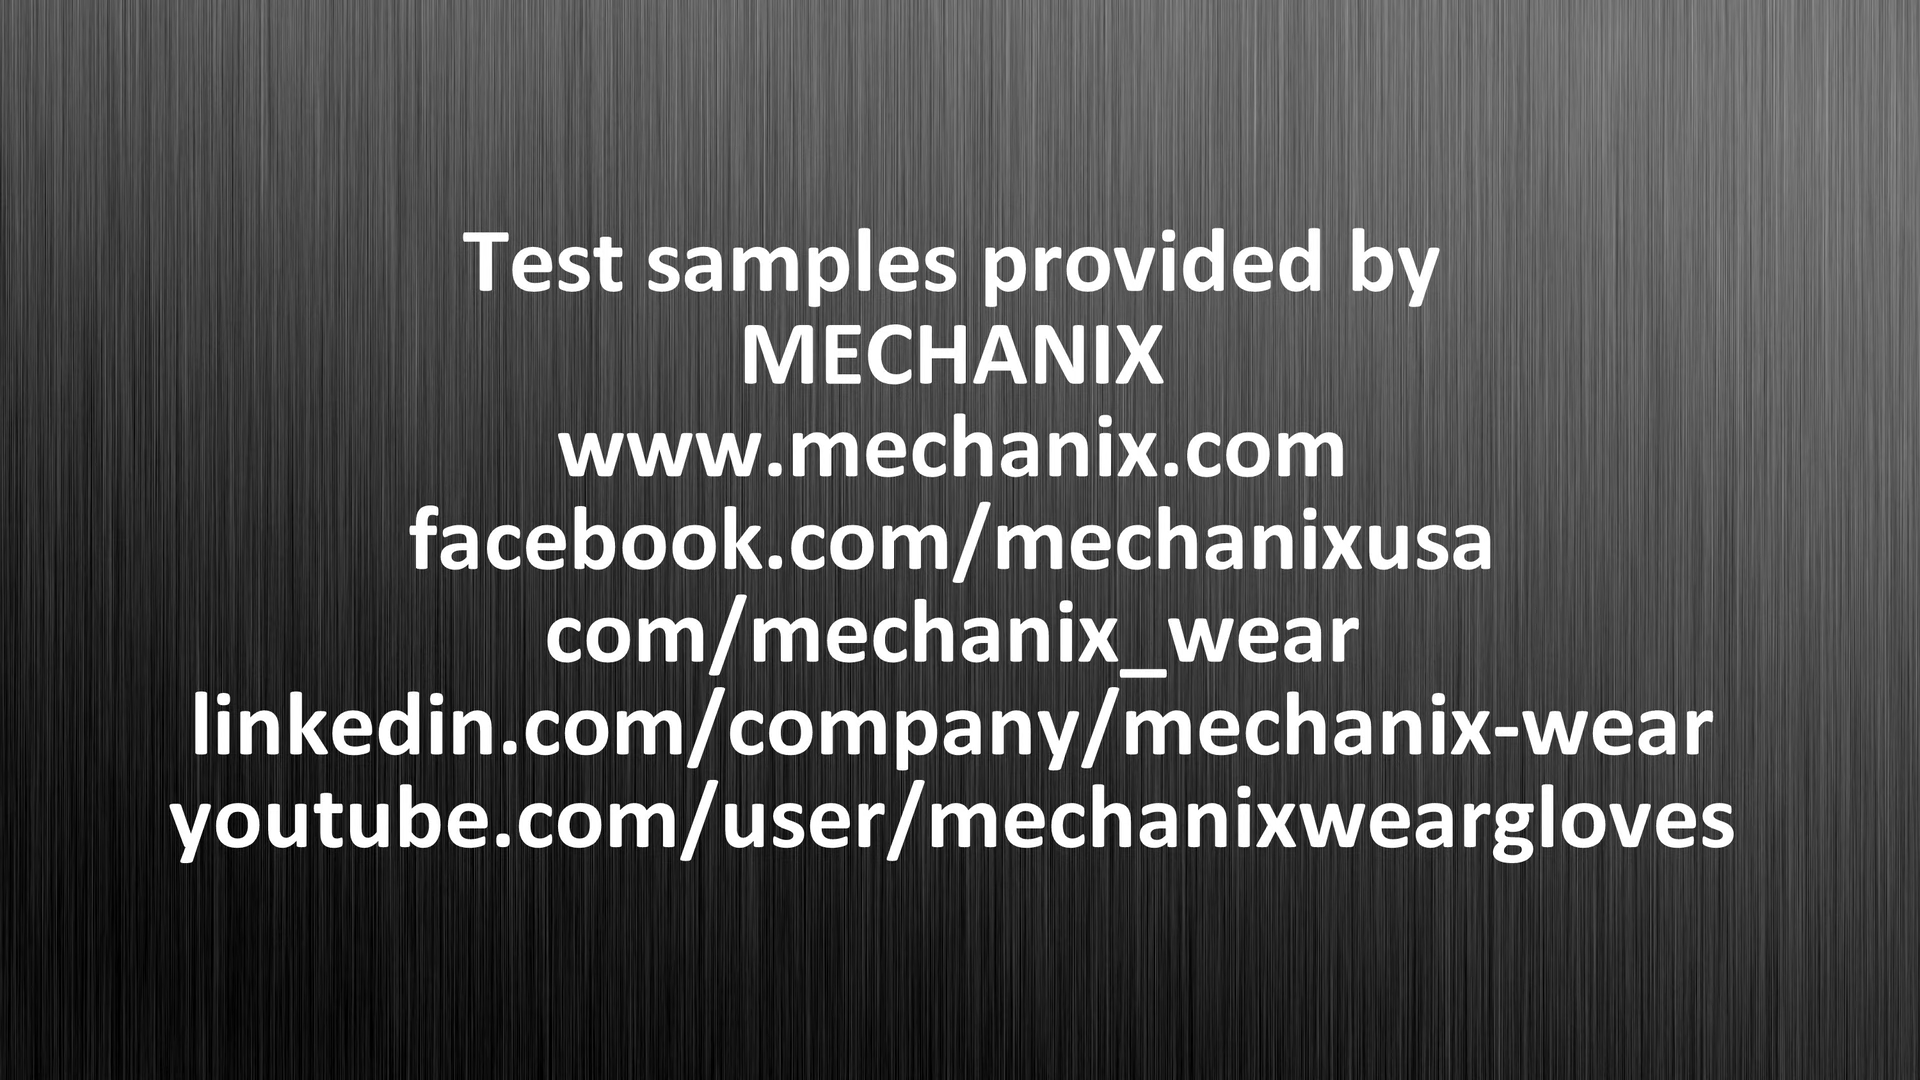 Test samples provided by
MECHANIX
www.mechanix.com
facebook.com/mechanixusa
com/mechanix_wear
linkedin.com/company/mechanix-wear
youtube.com/user/mechanixweargloves